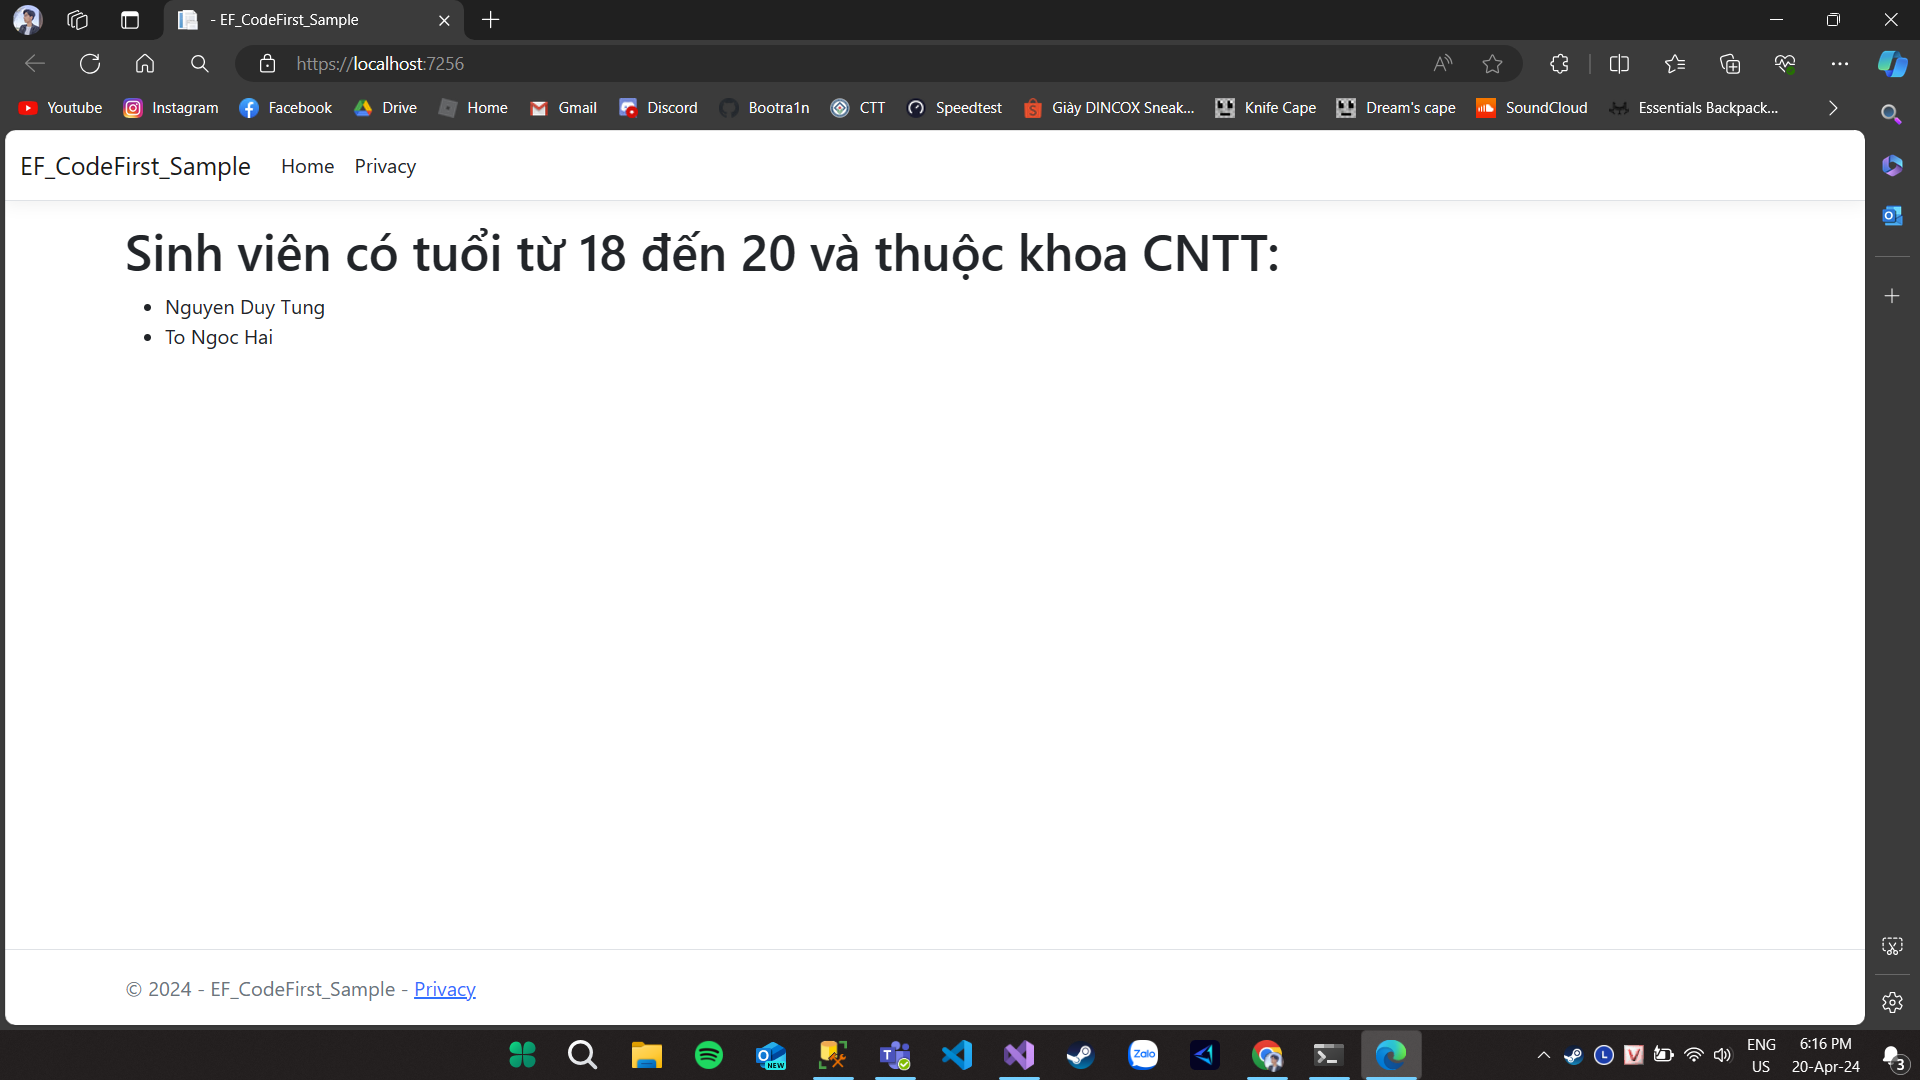 - EF_CodeFirst_Sample
https://localhost:7256
Youtube Instagram Facebook Drive Home Gmail Discord Bootra1n CTT Speedtest Giày DINCOX Sneak... Knife Cape Dream's cape SoundCloud Essentials Backpack...
EF_CodeFirst_Sample Home Privacy
Sinh viên có tuổi từ 18 đến 20 và thuộc khoa CNTT:
• Nguyen Duy Tung
• To Ngoc Hai
© 2024 - EF_CodeFirst_Sample - Privacy
NEW
Zalo
ENG
US
6:16 PM
20-Apr-24
3